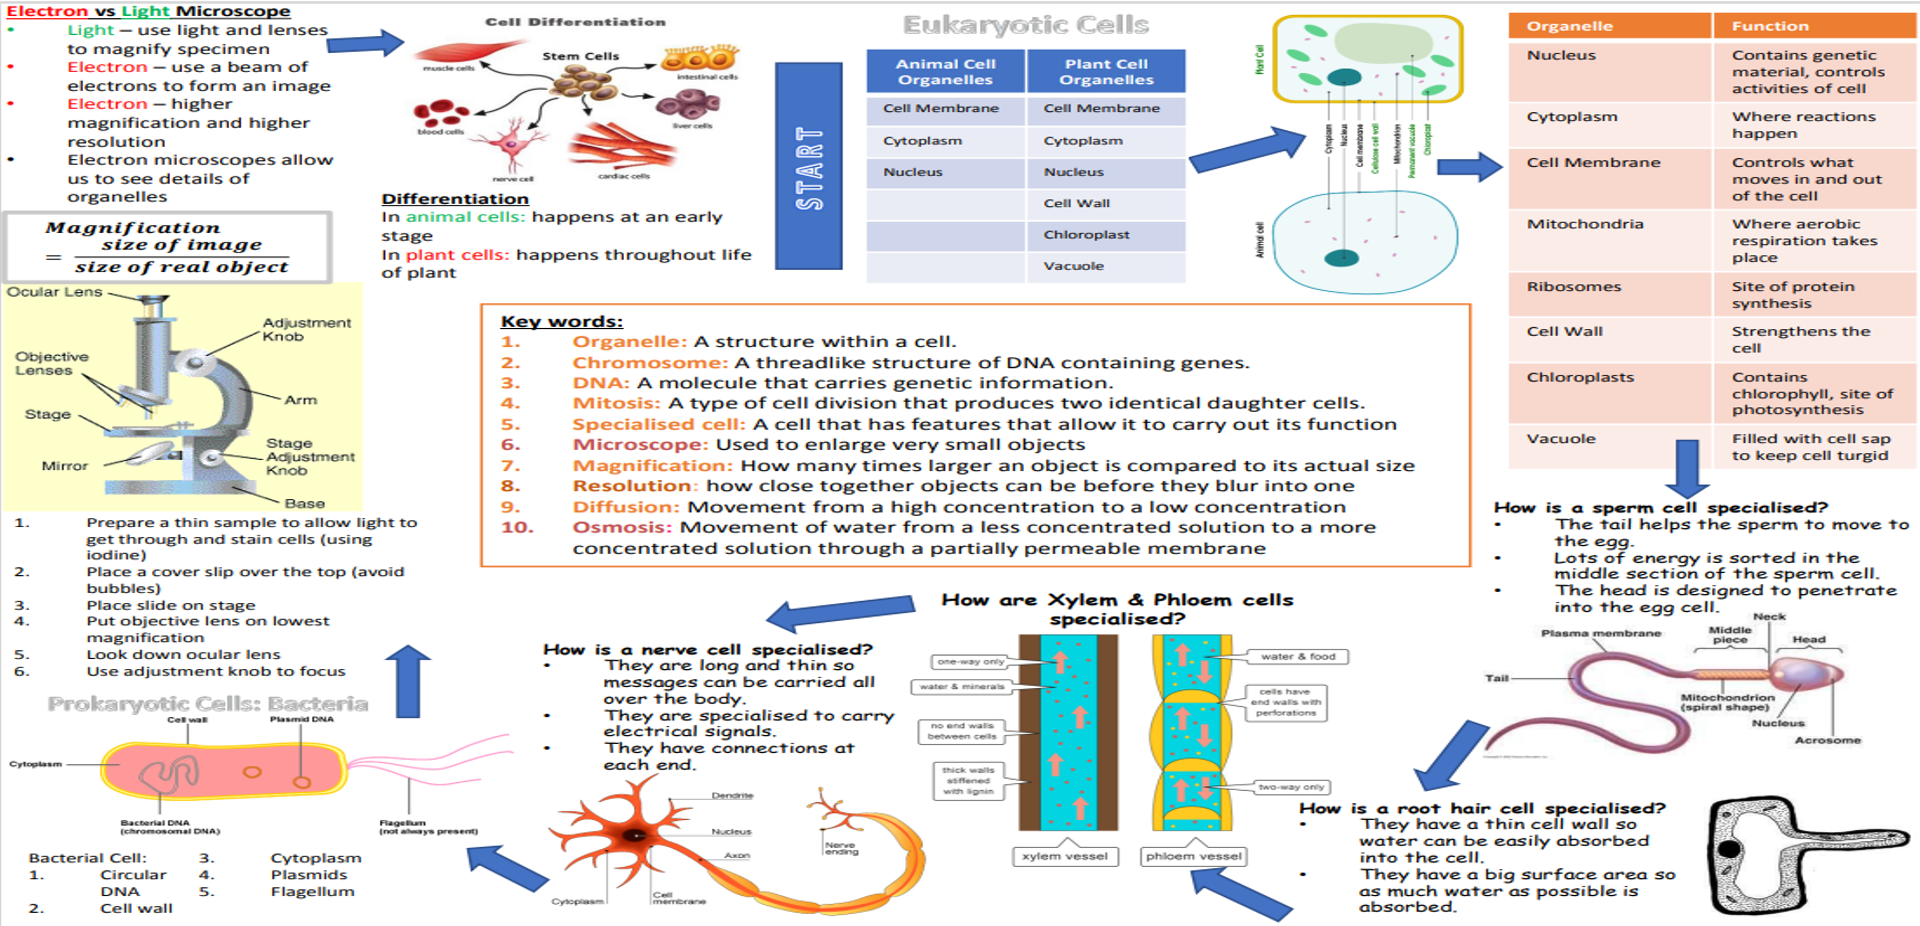 Electron vs Light Microscope
• Light – use light and lenses
to magnify specimen
• Electron – use a beam of
electrons to form an image
• Electron – higher
magnification and higher
resolution
• Electron microscopes allow
us to see details of
organelles
Magnification
= size of image
size of real object
Ocular Lens
Adjustment
Knob
Objective
Lenses
Arm
Stage
Stage
Adjustment
Knob
Mirror
Base
1. Prepare a thin sample to allow light to
get through and stain cells (using
iodine)
2. Place a cover slip over the top (avoid
bubbles)
3. Place slide on stage
4. Put objective lens on lowest
magnification
5. Look down ocular lens
6. Use adjustment knob to focus
Prokaryotic Cells: Bacteria
Cell wall
Plasmid DNA
Cytoplasm
Bacterial DNA
(chromosomal DNA)
Flagellum
(not always present)
Bacterial Cell:
1. Circular
DNA
2. Cell wall
3. Cytoplasm
4. Plasmids
5. Flagellum
Cell Differentiation
Stem Cells
muscle cells
intestinal cells
blood cells
liver cells
nerve cell
cardiac cells
Differentiation
In animal cells: happens at an early
stage
In plant cells: happens throughout life
of plant
START
Eukaryotic Cells
Animal Cell
Organelles
Plant Cell
Organelles
Cell Membrane Cell Membrane
Cytoplasm Cytoplasm
Nucleus Nucleus
Cell Wall
Chloroplast
Vacuole
Plant Cell
Cytoplasm
Nucleus
Cell membrane
Cellulose cell wall
Mitochondrion
Permanent vacuole
Chloroplast
Animal cell
Organelle Function
Nucleus Contains genetic
material, controls
activities of cell
Cytoplasm Where reactions
happen
Cell Membrane Controls what
moves in and out
of the cell
Mitochondria Where aerobic
respiration takes
place
Ribosomes Site of protein
synthesis
Cell Wall Strengthens the
cell
Chloroplasts Contains
chlorophyll, site of
photosynthesis
Vacuole Filled with cell sap
to keep cell turgid
Key words:
1. Organelle: A structure within a cell.
2. Chromosome: A threadlike structure of DNA containing genes.
3. DNA: A molecule that carries genetic information.
4. Mitosis: A type of cell division that produces two identical daughter cells.
5. Specialised cell: A cell that has features that allow it to carry out its function
6. Microscope: Used to enlarge very small objects
7. Magnification: How many times larger an object is compared to its actual size
8. Resolution: how close together objects can be before they blur into one
9. Diffusion: Movement from a high concentration to a low concentration
10. Osmosis: Movement of water from a less concentrated solution to a more
concentrated solution through a partially permeable membrane
How is a sperm cell specialised?
• The tail helps the sperm to move to
the egg.
• Lots of energy is sorted in the
middle section of the sperm cell.
• The head is designed to penetrate
into the egg cell.
Plasma membrane
Middle
piece
Neck
Head
Tail
Mitochondrion
(spiral shape)
Nucleus
Acrosome
How is a root hair cell specialised?
• They have a thin cell wall so
water can be easily absorbed
into the cell.
• They have a big surface area so
as much water as possible is
absorbed.
How are Xylem & Phloem cells
specialised?
one-way only
water & minerals
no end walls
between cells
thick walls
stiffened
with lignin
xylem vessel
water & food
cells have
end walls with
perforations
two-way only
phloem vessel
How is a nerve cell specialised?
• They are long and thin so
messages can be carried all
over the body.
• They are specialised to carry
electrical signals.
• They have connections at
each end.
Dendrite
Nucleus
Axon
Nerve
ending
Cytoplasm
Cell
membrane